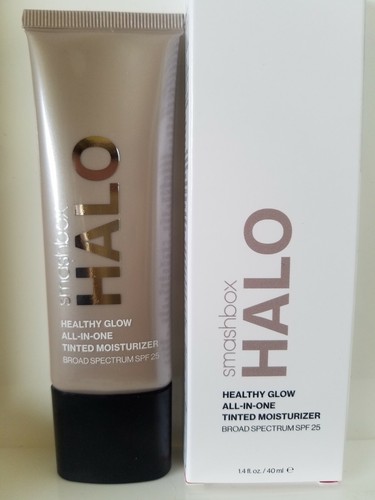 smashbox
HALO
HEALTHY GLOW
ALL-IN-ONE
TINTED MOISTURIZER
BROAD SPECTRUM SPF 25
smashbox
HALO
HEALTHY GLOW
ALL-IN-ONE
TINTED MOISTURIZER
BROAD SPECTRUM SPF 25
1.4 fl. oz. / 40 ml ℮